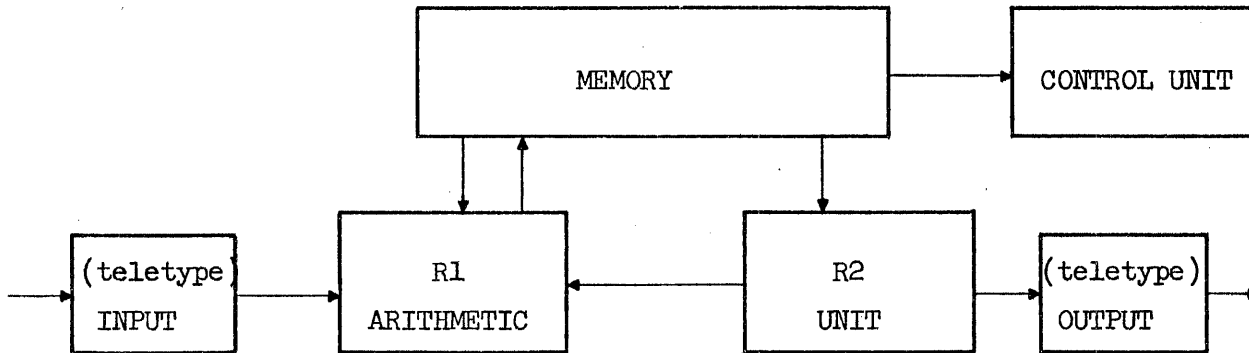 MEMORY
CONTROL UNIT
(teletype)
INPUT
R1
ARITHMETIC
R2
UNIT
(teletype)
OUTPUT